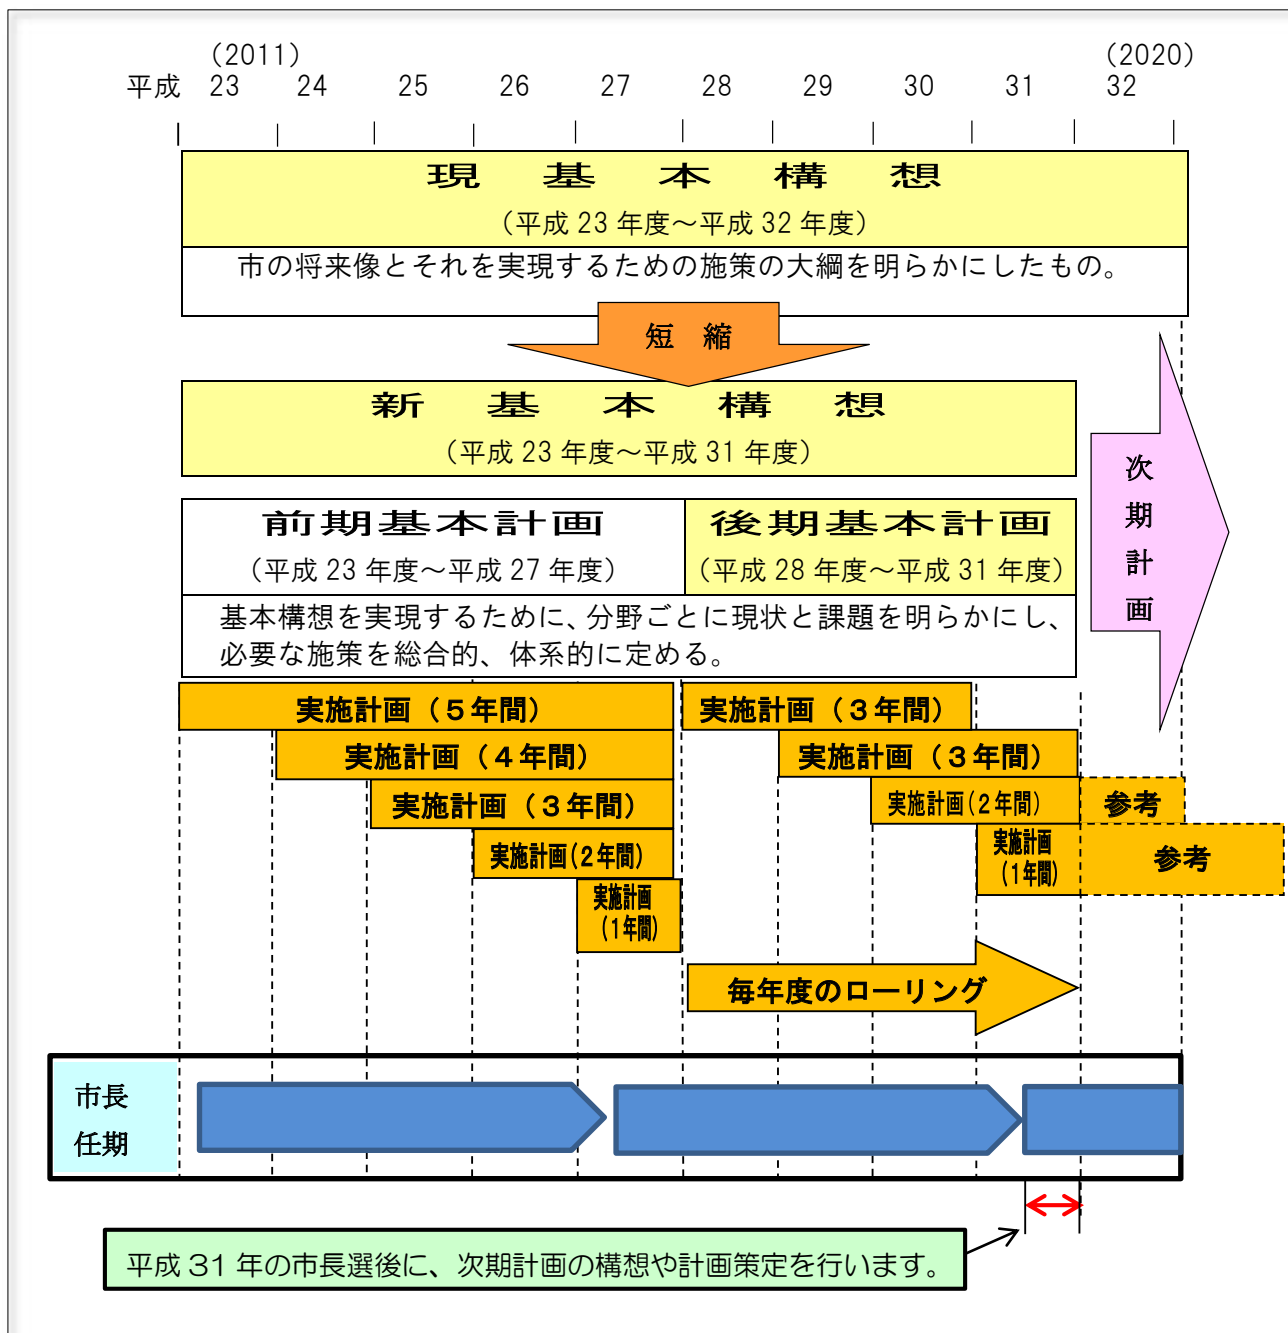 (2011)
(2020)
平成 23 24 25 26 27 28 29 30 31 32
現基本構想
(平成 23 年度～平成 32 年度)
市の将来像とそれを実現するための施策の大綱を明らかにしたもの。
短 縮
新基本構想
(平成 23 年度～平成 31 年度)
次期計画
前期基本計画
(平成 23 年度～平成 27 年度)
後期基本計画
(平成 28 年度～平成 31 年度)
基本構想を実現するために、分野ごとに現状と課題を明らかにし、
必要な施策を総合的、体系的に定める。
実施計画（５年間）
実施計画（３年間）
実施計画（４年間）
実施計画（３年間）
実施計画（３年間）
実施計画(２年間)
参考
実施計画(２年間)
実施計画
(１年間)
参考
実施計画
(１年間)
毎年度のローリング
市長
任期
平成 31 年の市長選後に、次期計画の構想や計画策定を行います。